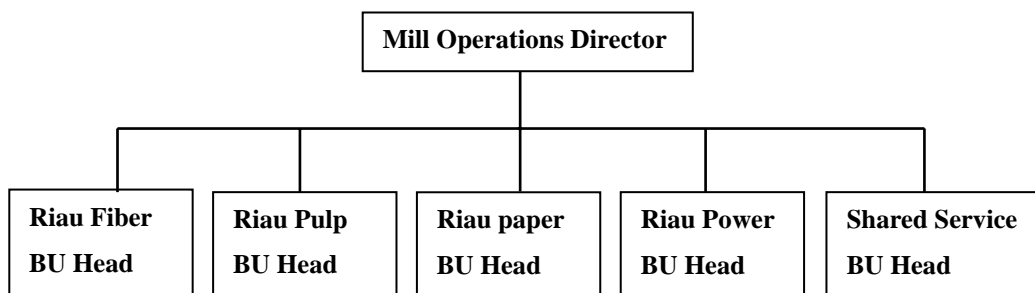 Mill Operations Director
Riau Fiber
BU Head
Riau Pulp
BU Head
Riau paper
BU Head
Riau Power
BU Head
Shared Service
BU Head